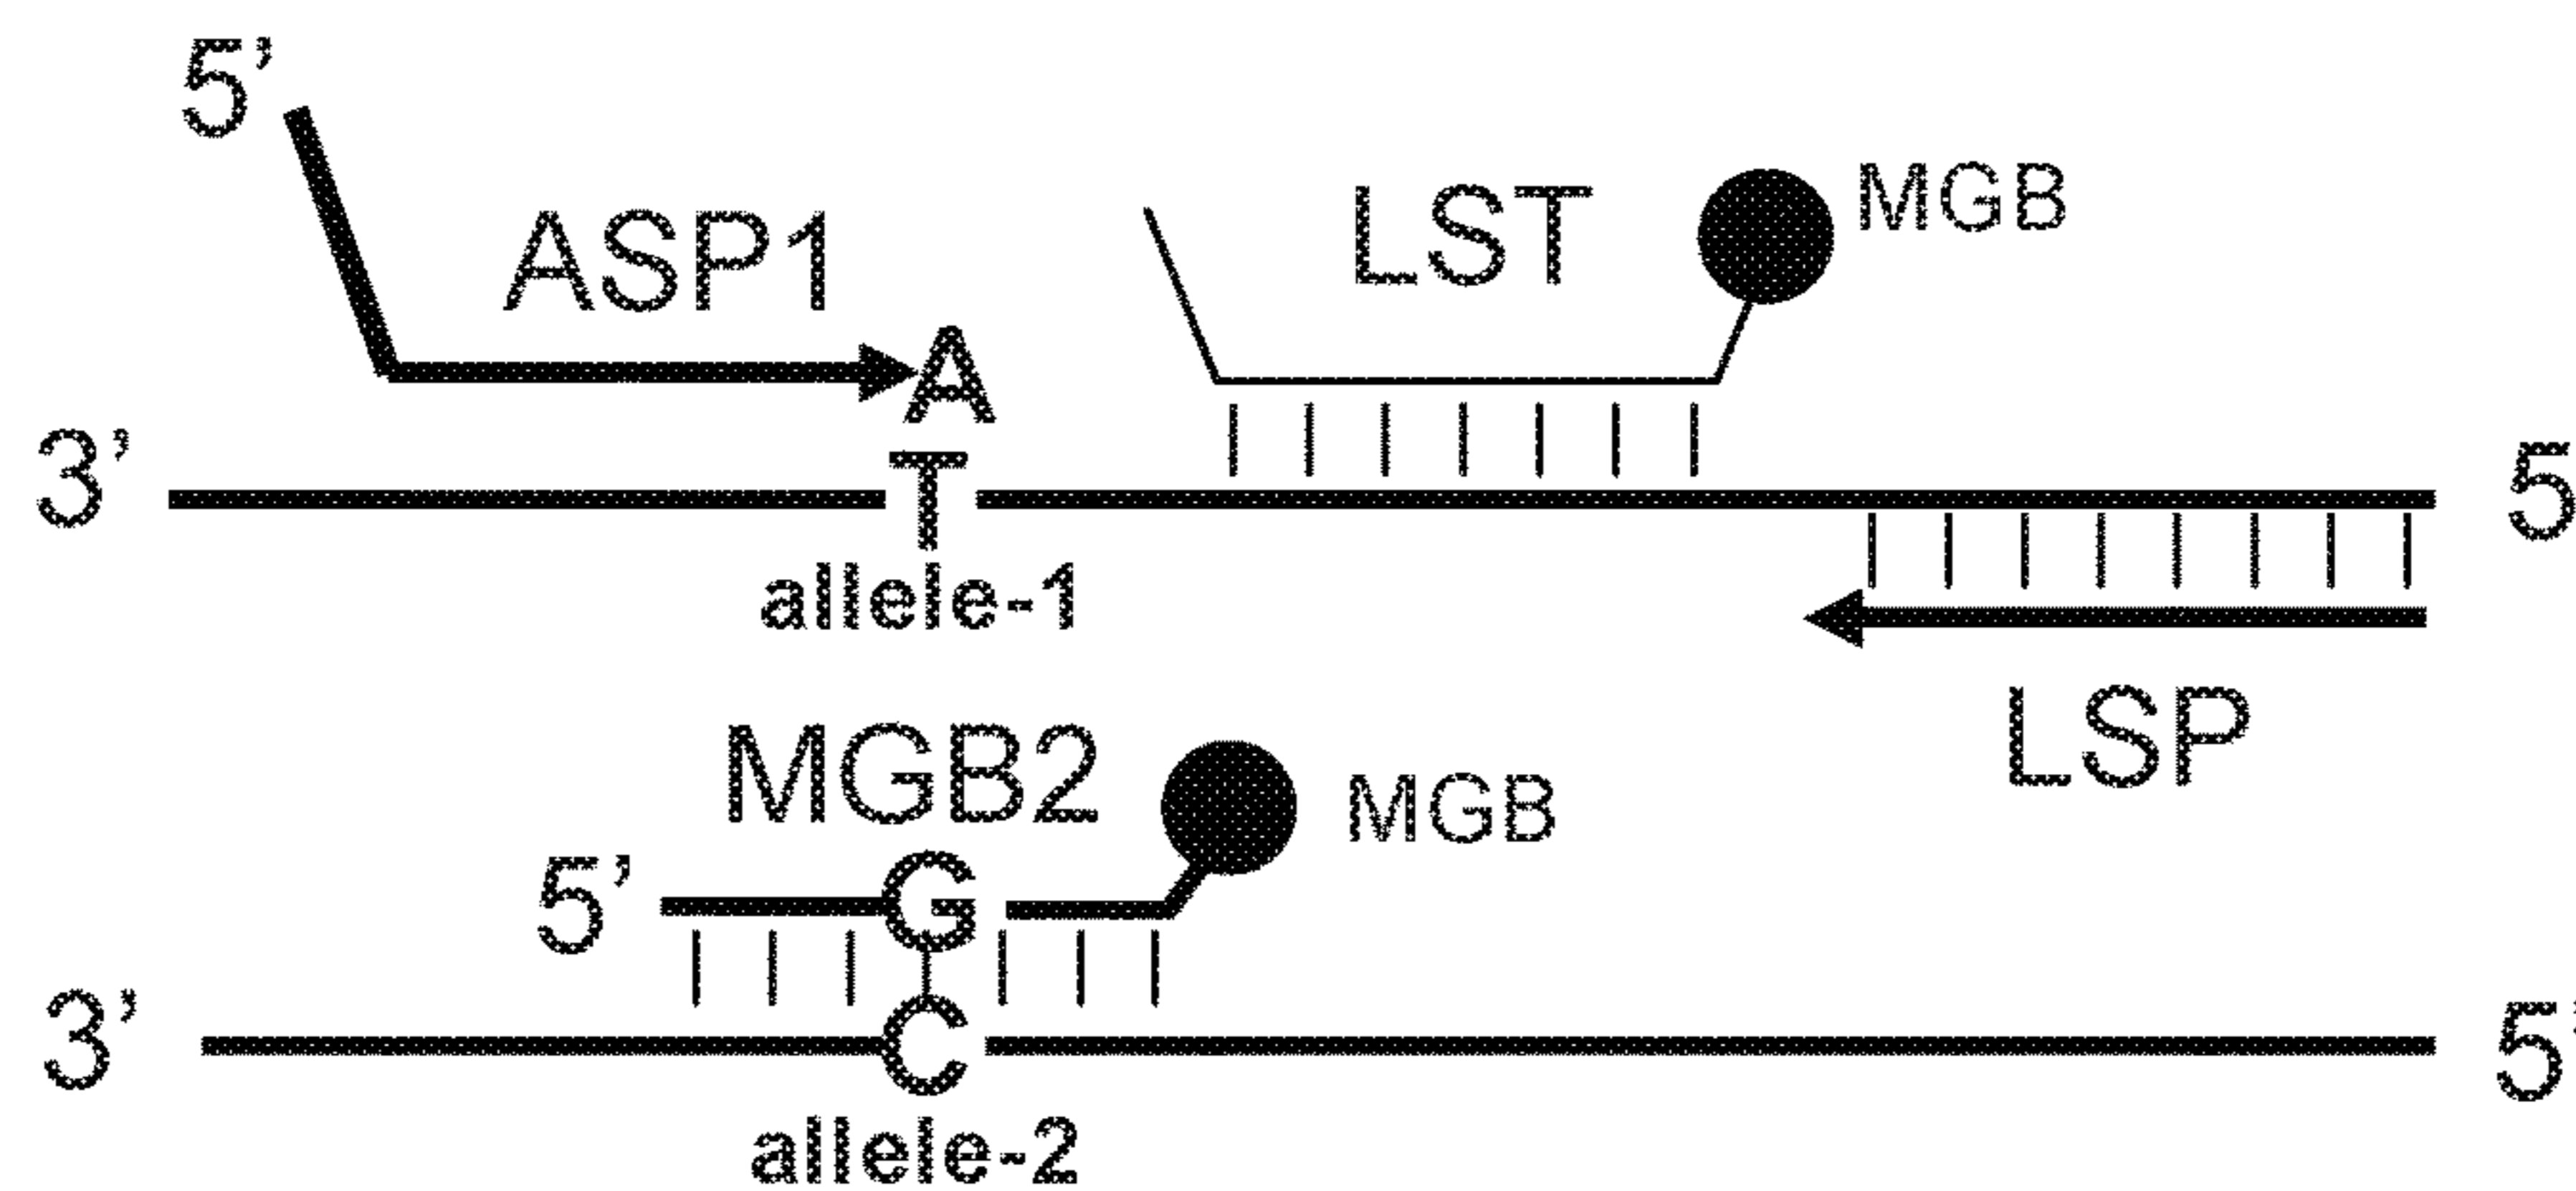 5’
ASP1
LST
MGB
A
3’
T
5
allele-1
LSP
MGB2
MGB
5’
G
3’
C
5’
allele-2